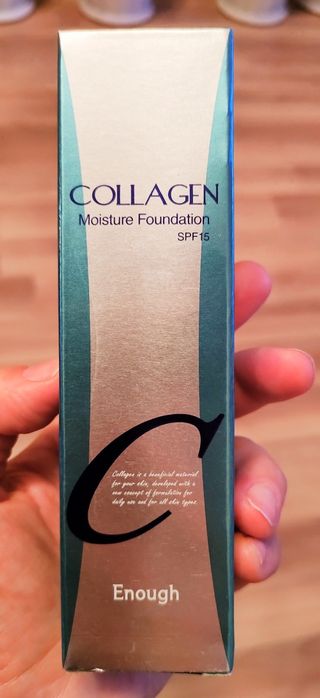 COLLAGEN
Moisture Foundation
SPF15
C
Collagen is a beneficial material
for your skin, developed with a
new concept of formulation for
daily use and for all skin types.
Enough